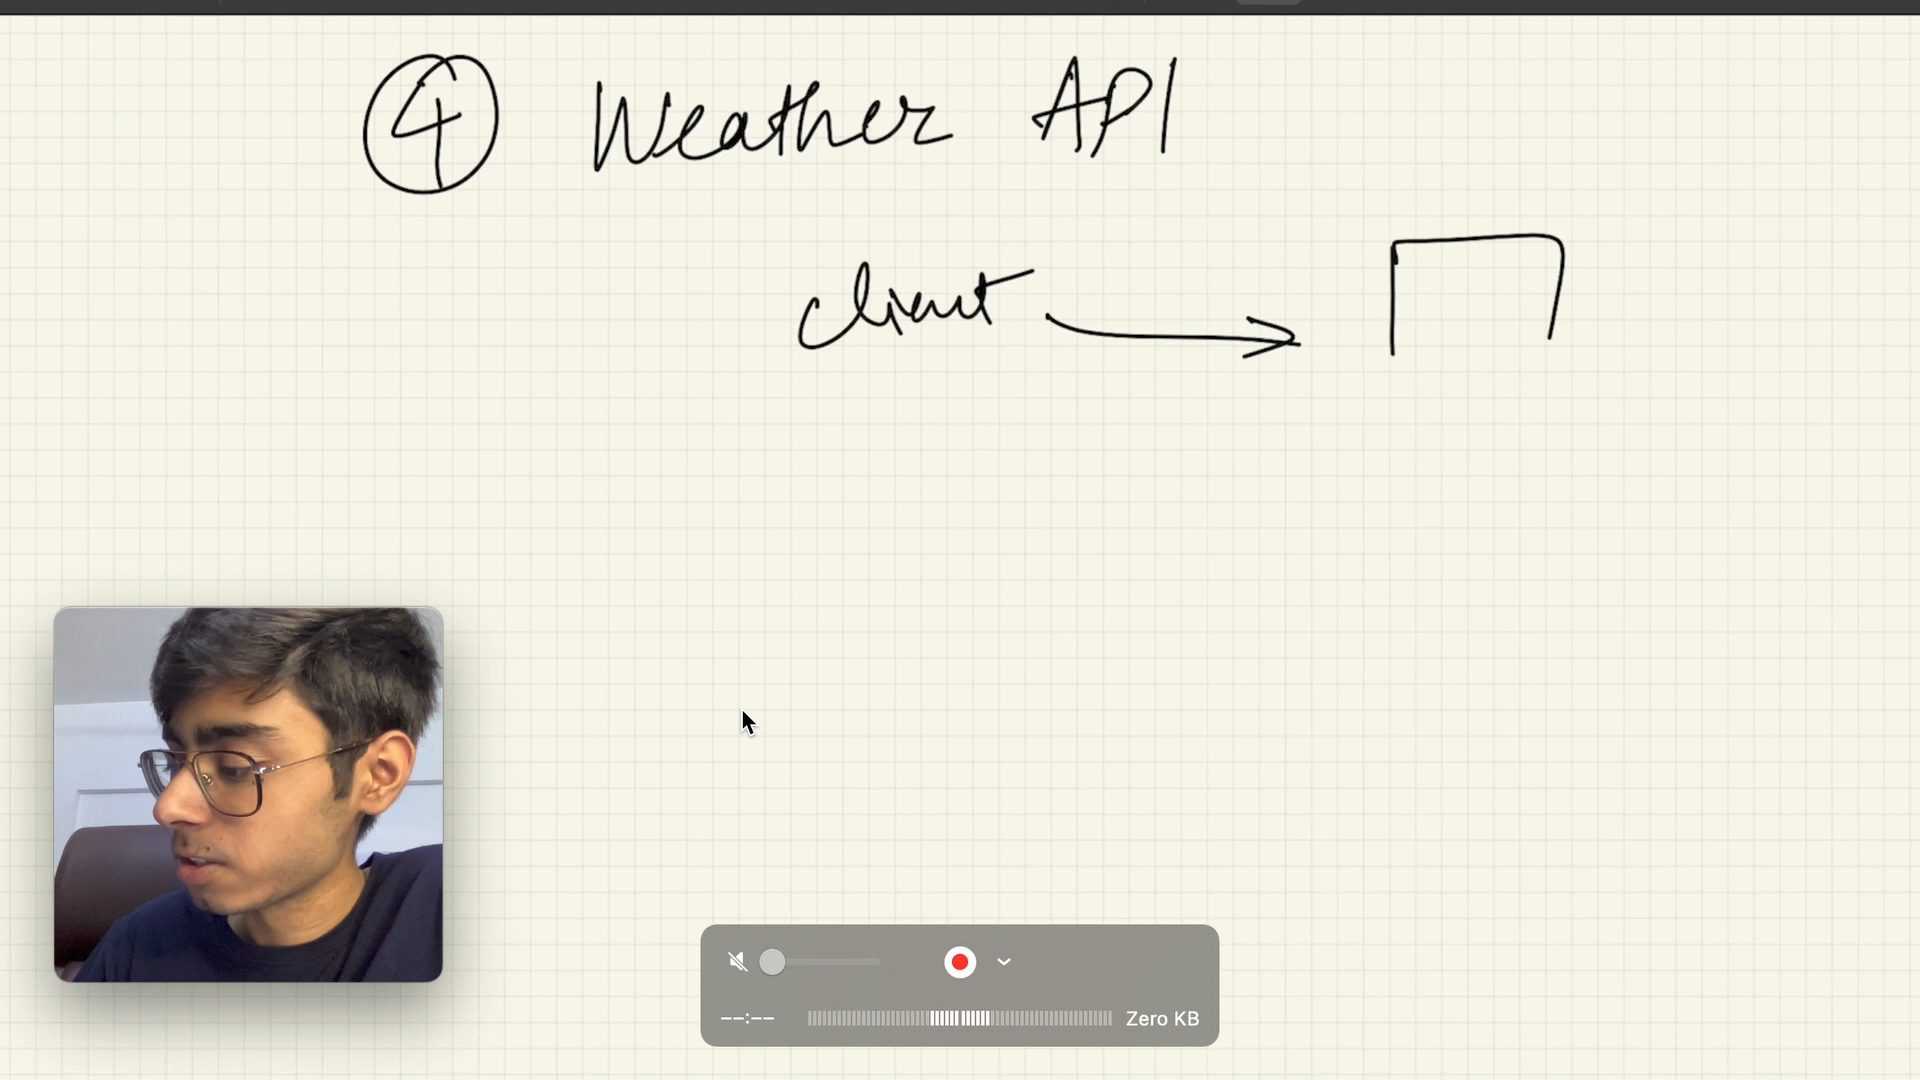 ④ Weather API
client
--:-- Zero KB